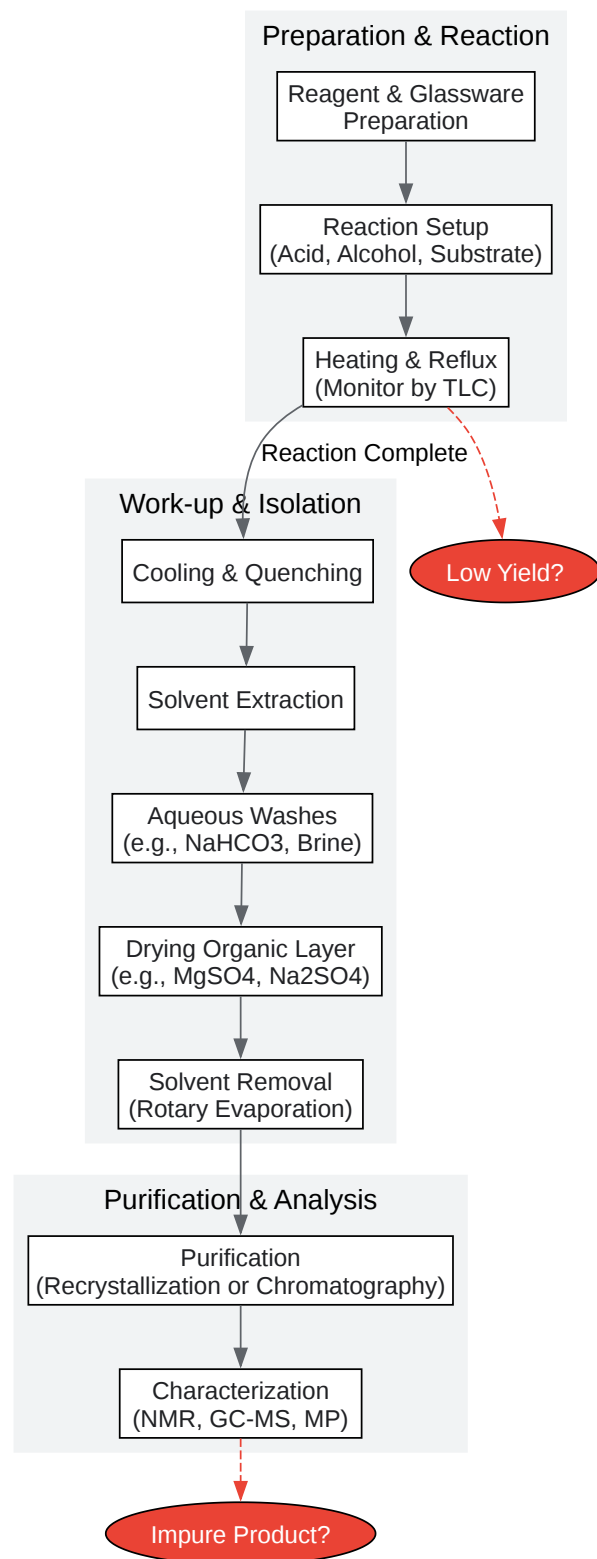 Preparation & Reaction
Reagent & Glassware
Preparation
Reaction Setup
(Acid, Alcohol, Substrate)
Heating & Reflux
(Monitor by TLC)
Reaction Complete
Work-up & Isolation
Cooling & Quenching
Low Yield?
Solvent Extraction
Aqueous Washes
(e.g., NaHCO3, Brine)
Drying Organic Layer
(e.g., MgSO4, Na2SO4)
Solvent Removal
(Rotary Evaporation)
Purification & Analysis
Purification
(Recrystallization or Chromatography)
Characterization
(NMR, GC-MS, MP)
Impure Product?